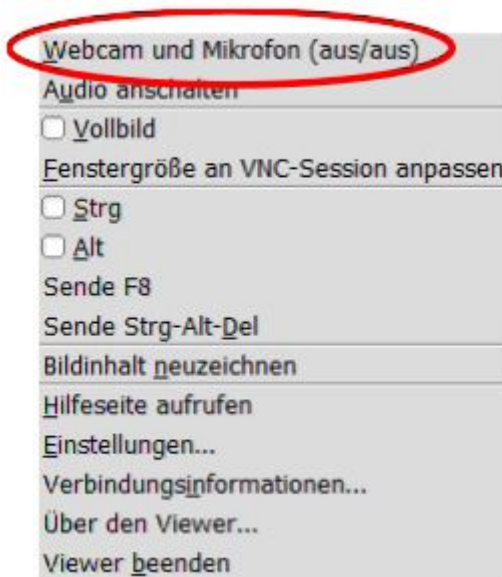 Webcam und Mikrofon (aus/aus)
Audio anschalten
Vollbild
Fenstergröße an VNC-Session anpassen
Strg
Alt
Sende F8
Sende Strg-Alt-Del
Bildinhalt neuzeichnen
Hilfeseite aufrufen
Einstellungen...
Verbindungsinformationen...
Über den Viewer...
Viewer beenden